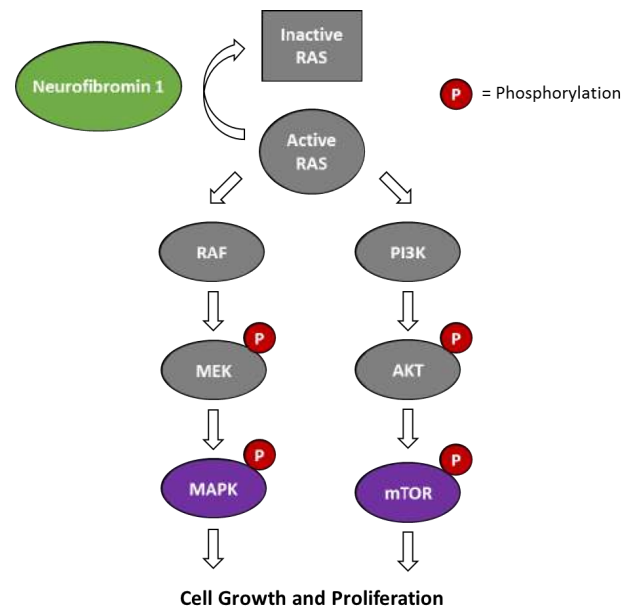 Inactive
RAS
Neurofibromin 1
P = Phosphorylation
Active
RAS
RAF
PI3K
P
P
MEK
AKT
P
P
MAPK
mTOR
Cell Growth and Proliferation